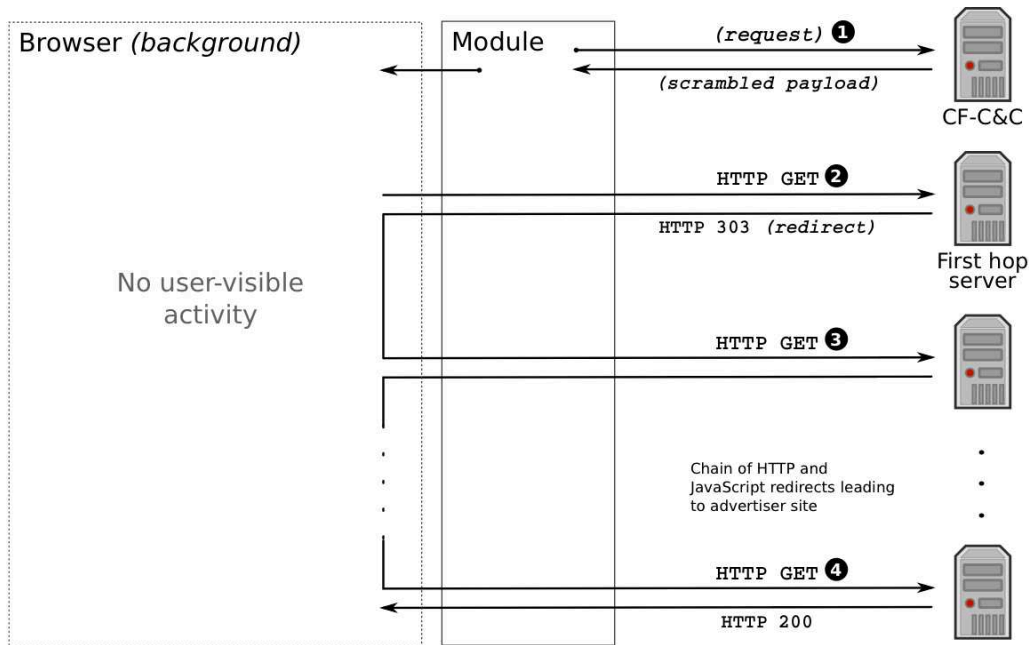 Browser (background)
Module
(request) 1
(scrambled payload)
CF-C&C
HTTP GET 2
HTTP 303 (redirect)
First hop
server
No user-visible
activity
HTTP GET 3
Chain of HTTP and
JavaScript redirects leading
to advertiser site
HTTP GET 4
HTTP 200